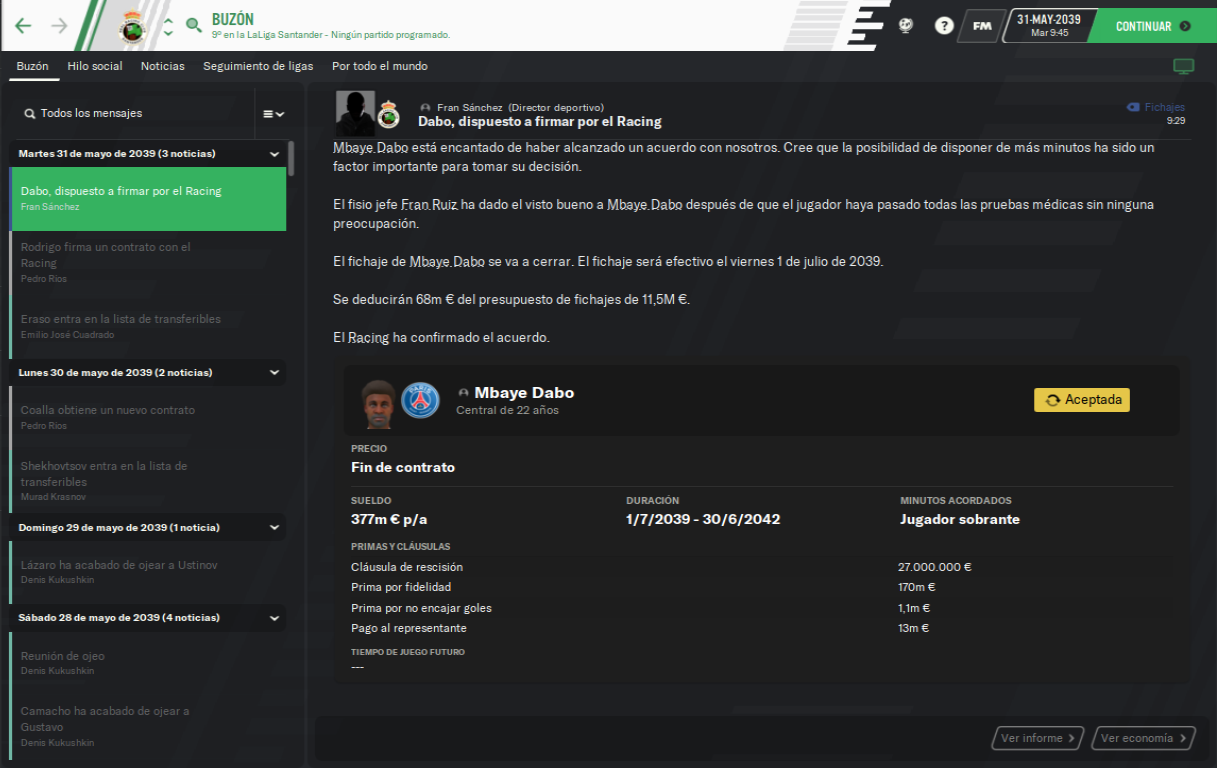 BUZÓN
9º en la LaLiga Santander - Ningún partido programado.
FM
31-MAY-2039
Mar 9:45
CONTINUAR
Buzón
Hilo social
Noticias
Seguimiento de ligas
Por todo el mundo
Todos los mensajes
Martes 31 de mayo de 2039 (3 noticias)
Dabo, dispuesto a firmar por el Racing
Fran Sánchez
Rodrigo firma un contrato con el
Racing
Pedro Ríos
Eraso entra en la lista de transferibles
Emilio José Cuadrado
Lunes 30 de mayo de 2039 (2 noticias)
Coalla obtiene un nuevo contrato
Pedro Ríos
Shekhovtsov entra en la lista de
transferibles
Murad Krasnov
Domingo 29 de mayo de 2039 (1 noticia)
Lázaro ha acabado de ojear a Ustinov
Denis Kukushkin
Sábado 28 de mayo de 2039 (4 noticias)
Reunión de ojeo
Denis Kukushkin
Camacho ha acabado de ojear a
Gustavo
Denis Kukushkin
Fran Sánchez (Director deportivo)
Dabo, dispuesto a firmar por el Racing
Fichajes
9:29
Mbaye Dabo está encantado de haber alcanzado un acuerdo con nosotros. Cree que la posibilidad de disponer de más minutos ha sido un
factor importante para tomar su decisión.
El fisio jefe Fran Ruiz ha dado el visto bueno a Mbaye Dabo después de que el jugador haya pasado todas las pruebas médicas sin ninguna
preocupación.
El fichaje de Mbaye Dabo se va a cerrar. El fichaje será efectivo el viernes 1 de julio de 2039.
Se deducirán 68m € del presupuesto de fichajes de 11,5M €.
El Racing ha confirmado el acuerdo.
Mbaye Dabo
Central de 22 años
Aceptada
PRECIO
Fin de contrato
SUELDO
377m € p/a
DURACIÓN
1/7/2039 - 30/6/2042
MINUTOS ACORDADOS
Jugador sobrante
PRIMAS Y CLÁUSULAS
Cláusula de rescisión 27.000.000 €
Prima por fidelidad 170m €
Prima por no encajar goles 1,1m €
Pago al representante 13m €
TIEMPO DE JUEGO FUTURO
---
Ver informe
Ver economía